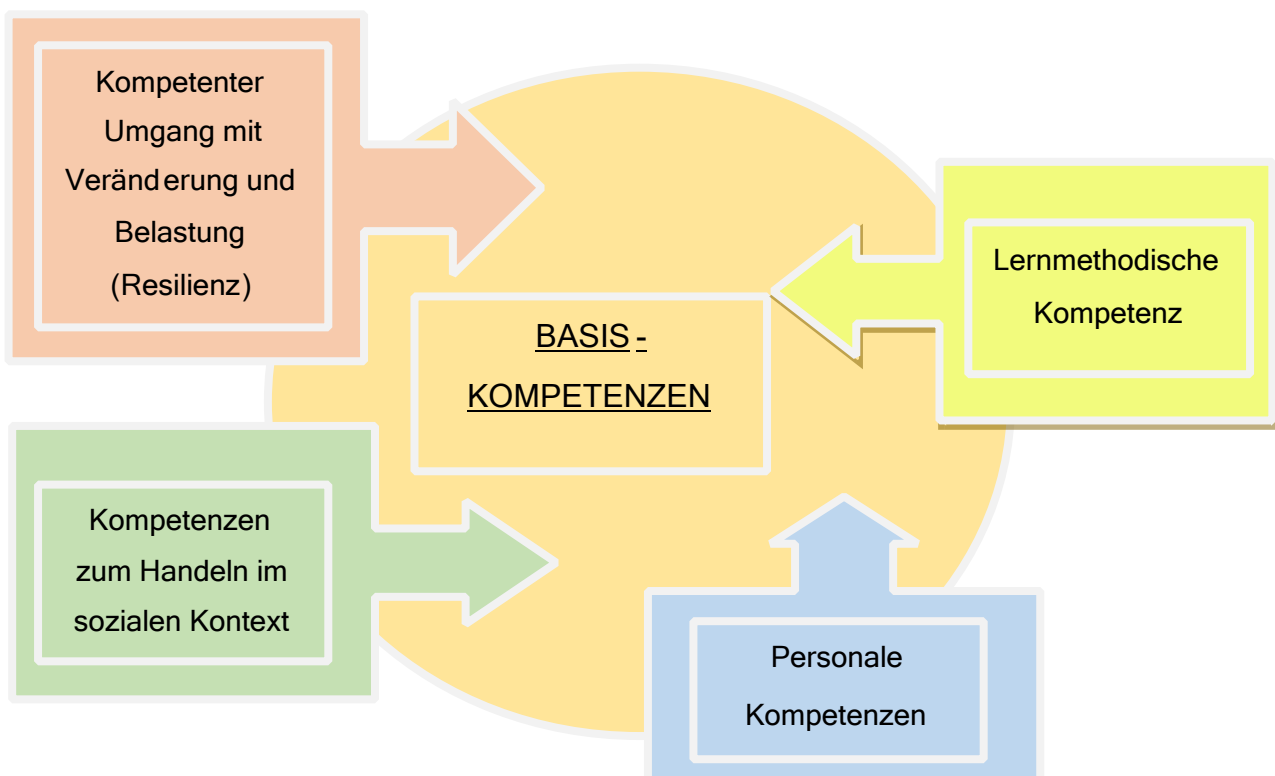 Kompetenter
Umgang mit
Veränderung und
Belastung
(Resilienz)
Lernmethodische
Kompetenz
BASIS -
KOMPETENZEN
Kompetenzen
zum Handeln im
sozialen Kontext
Personale
Kompetenzen